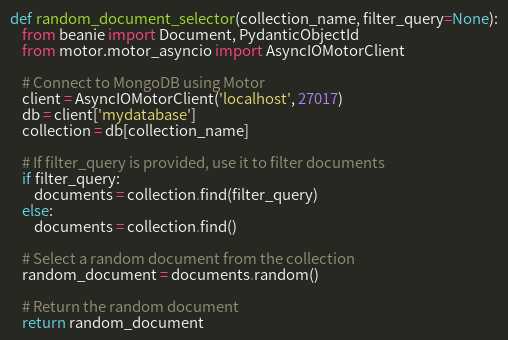 def random_document_selector(collection_name, filter_query=None):
    from beanie import Document, PydanticObjectId
    from motor.motor_asyncio import AsyncIOMotorClient

    # Connect to MongoDB using Motor
    client = AsyncIOMotorClient('localhost', 27017)
    db = client['mydatabase']
    collection = db[collection_name]

    # If filter_query is provided, use it to filter documents
    if filter_query:
        documents = collection.find(filter_query)
    else:
        documents = collection.find()

    # Select a random document from the collection
    random_document = documents.random()

    # Return the random document
    return random_document